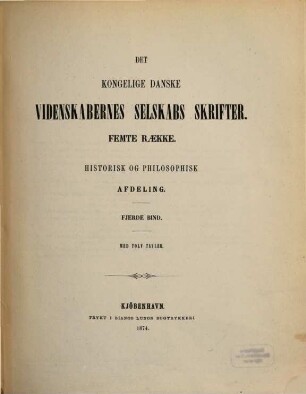 DET
KONGELIGE DANSKE
VIDENSKABERNES SELSKABS SKRIFTER.
FEMTE RÆKKE.
HISTORISK OG PHILOSOPHISK
AFDELING.
FJERDE BIND.
MED TOLV TAVLER.
KJÖBENHAVN.
TRYKT I BIANCO LUNOS BOGTRYKKERI
1874.